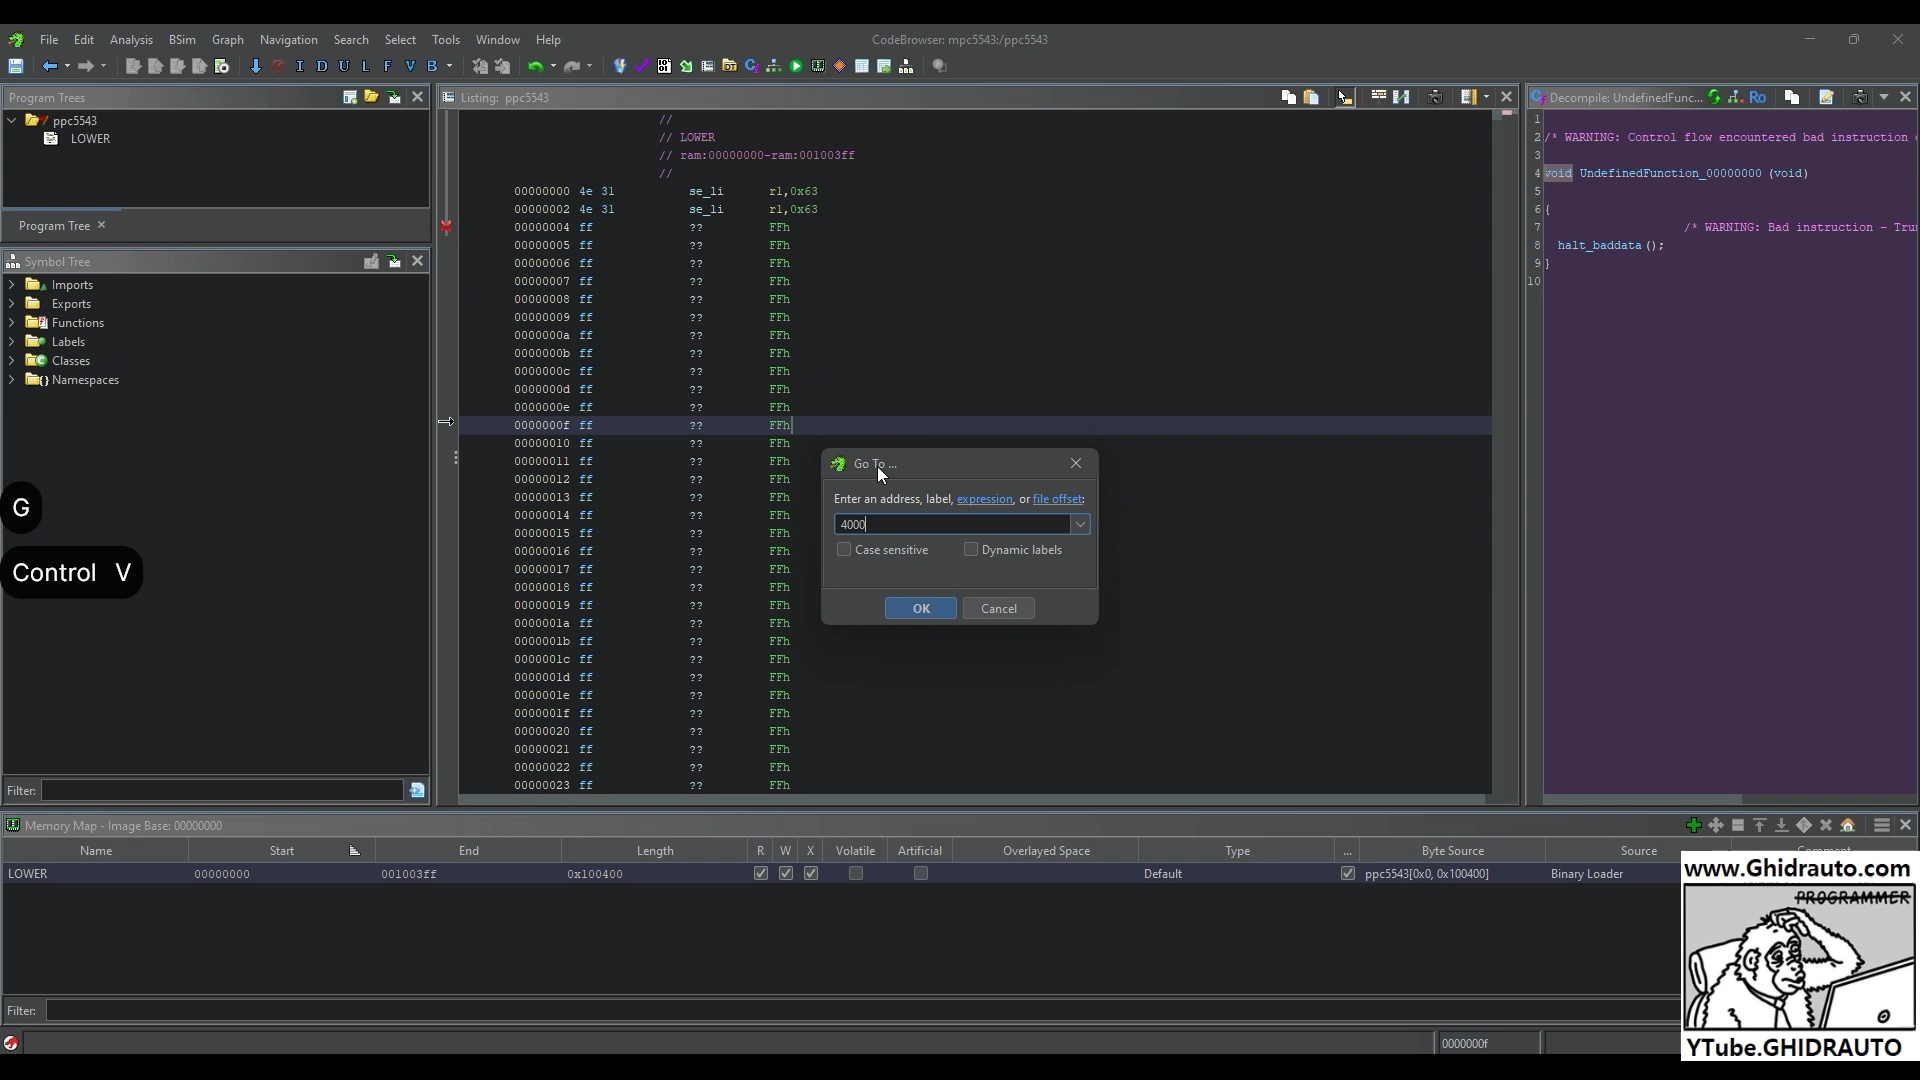 File Edit Analysis BSim Graph Navigation Search Select Tools Window Help
CodeBrowser: mpc5543:/ppc5543
I D U L F V B
Program Trees
ppc5543
LOWER
Program Tree
Symbol Tree
Imports
Exports
Functions
Labels
Classes
Namespaces
Filter:
G
Control V
Listing: ppc5543
//
// LOWER
// ram:00000000-ram:001003ff
//
00000000 4e 31 se_li r1,0x63
00000002 4e 31 se_li r1,0x63
00000004 ff ?? FFh
00000005 ff ?? FFh
00000006 ff ?? FFh
00000007 ff ?? FFh
00000008 ff ?? FFh
00000009 ff ?? FFh
0000000a ff ?? FFh
0000000b ff ?? FFh
0000000c ff ?? FFh
0000000d ff ?? FFh
0000000e ff ?? FFh
0000000f ff ?? FFh
00000010 ff ?? FFh
00000011 ff ?? FFh
00000012 ff ?? FFh
00000013 ff ?? FFh
00000014 ff ?? FFh
00000015 ff ?? FFh
00000016 ff ?? FFh
00000017 ff ?? FFh
00000018 ff ?? FFh
00000019 ff ?? FFh
0000001a ff ?? FFh
0000001b ff ?? FFh
0000001c ff ?? FFh
0000001d ff ?? FFh
0000001e ff ?? FFh
0000001f ff ?? FFh
00000020 ff ?? FFh
00000021 ff ?? FFh
00000022 ff ?? FFh
00000023 ff ?? FFh
Go To ...
Enter an address, label, expression, or file offset:
4000
Case sensitive Dynamic labels
OK Cancel
Decompile: UndefinedFunc... Ro
1
2 /* WARNING: Control flow encountered bad instruction
3
4 void UndefinedFunction_00000000 (void)
5
6 {
7 /* WARNING: Bad instruction - Tru
8 halt_baddata ();
9 }
10
Memory Map - Image Base: 00000000
Name Start End Length R W X Volatile Artificial Overlayed Space Type ... Byte Source Source Comment
LOWER 00000000 001003ff 0x100400 Default ppc5543[0x0, 0x100400] Binary Loader
Filter:
0000000f
www.Ghidrauto.com
PROGRAMMER
YTube.GHIDRAUTO